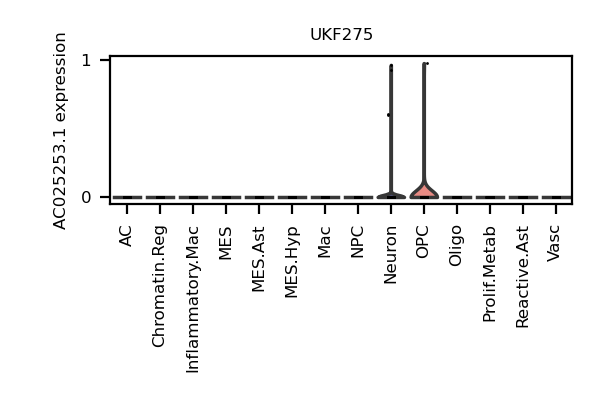 UKF275
AC025253.1 expression
1
0
AC
Chromatin.Reg
Inflammatory.Mac
MES
MES.Ast
MES.Hyp
Mac
NPC
Neuron
OPC
Oligo
Prolif.Metab
Reactive.Ast
Vasc